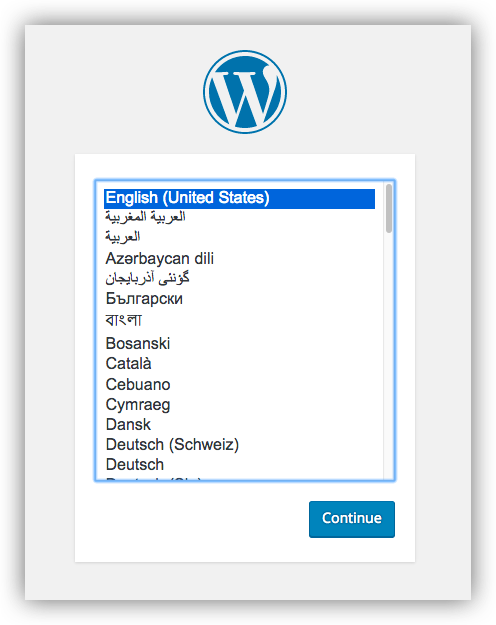 English (United States)
العربية المغربية
العربية
Azərbaycan dili
گؤنئی آذربایجان
Български
বাংলা
Bosanski
Català
Cebuano
Cymraeg
Dansk
Deutsch (Schweiz)
Deutsch
Continue